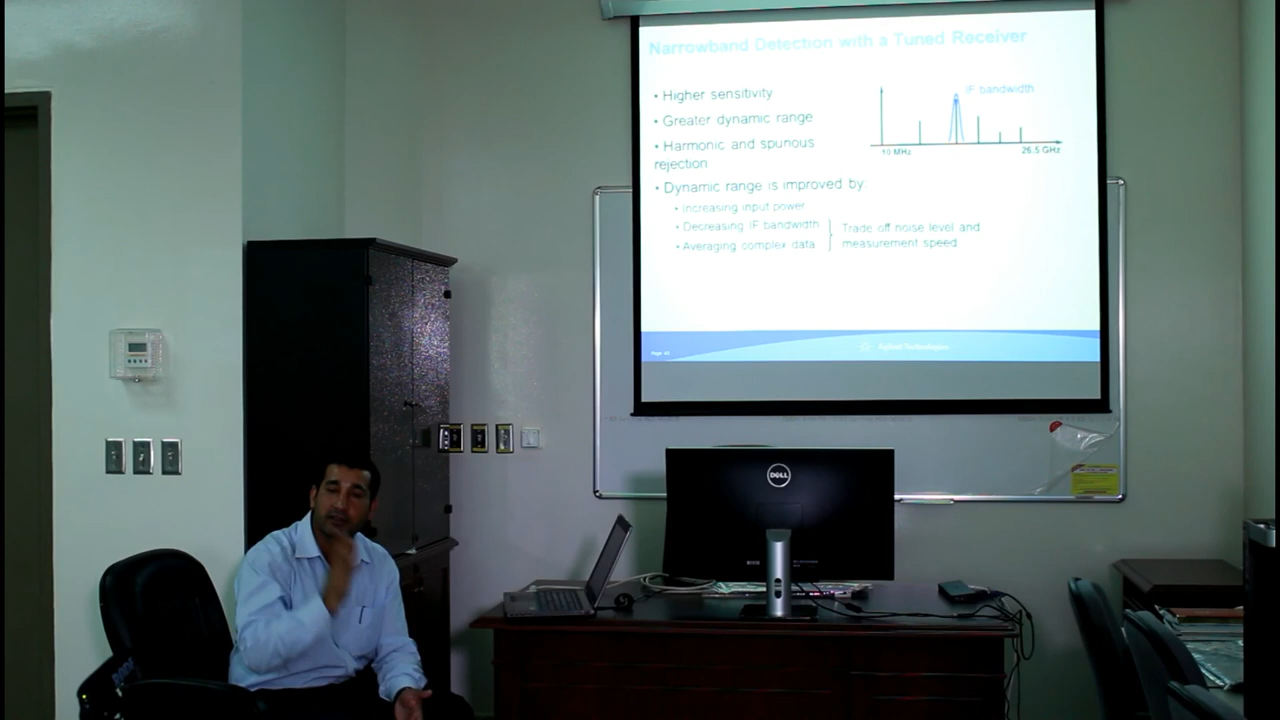 Narrowband Detection with a Tuned Receiver
• Higher sensitivity
• Greater dynamic range
• Harmonic and spurious
rejection
• Dynamic range is improved by:
• Increasing input power
• Decreasing IF bandwidth
• Averaging complex data
Trade off noise level and
measurement speed
IF bandwidth
10 MHz
26.5 GHz
Agilent Technologies
DELL